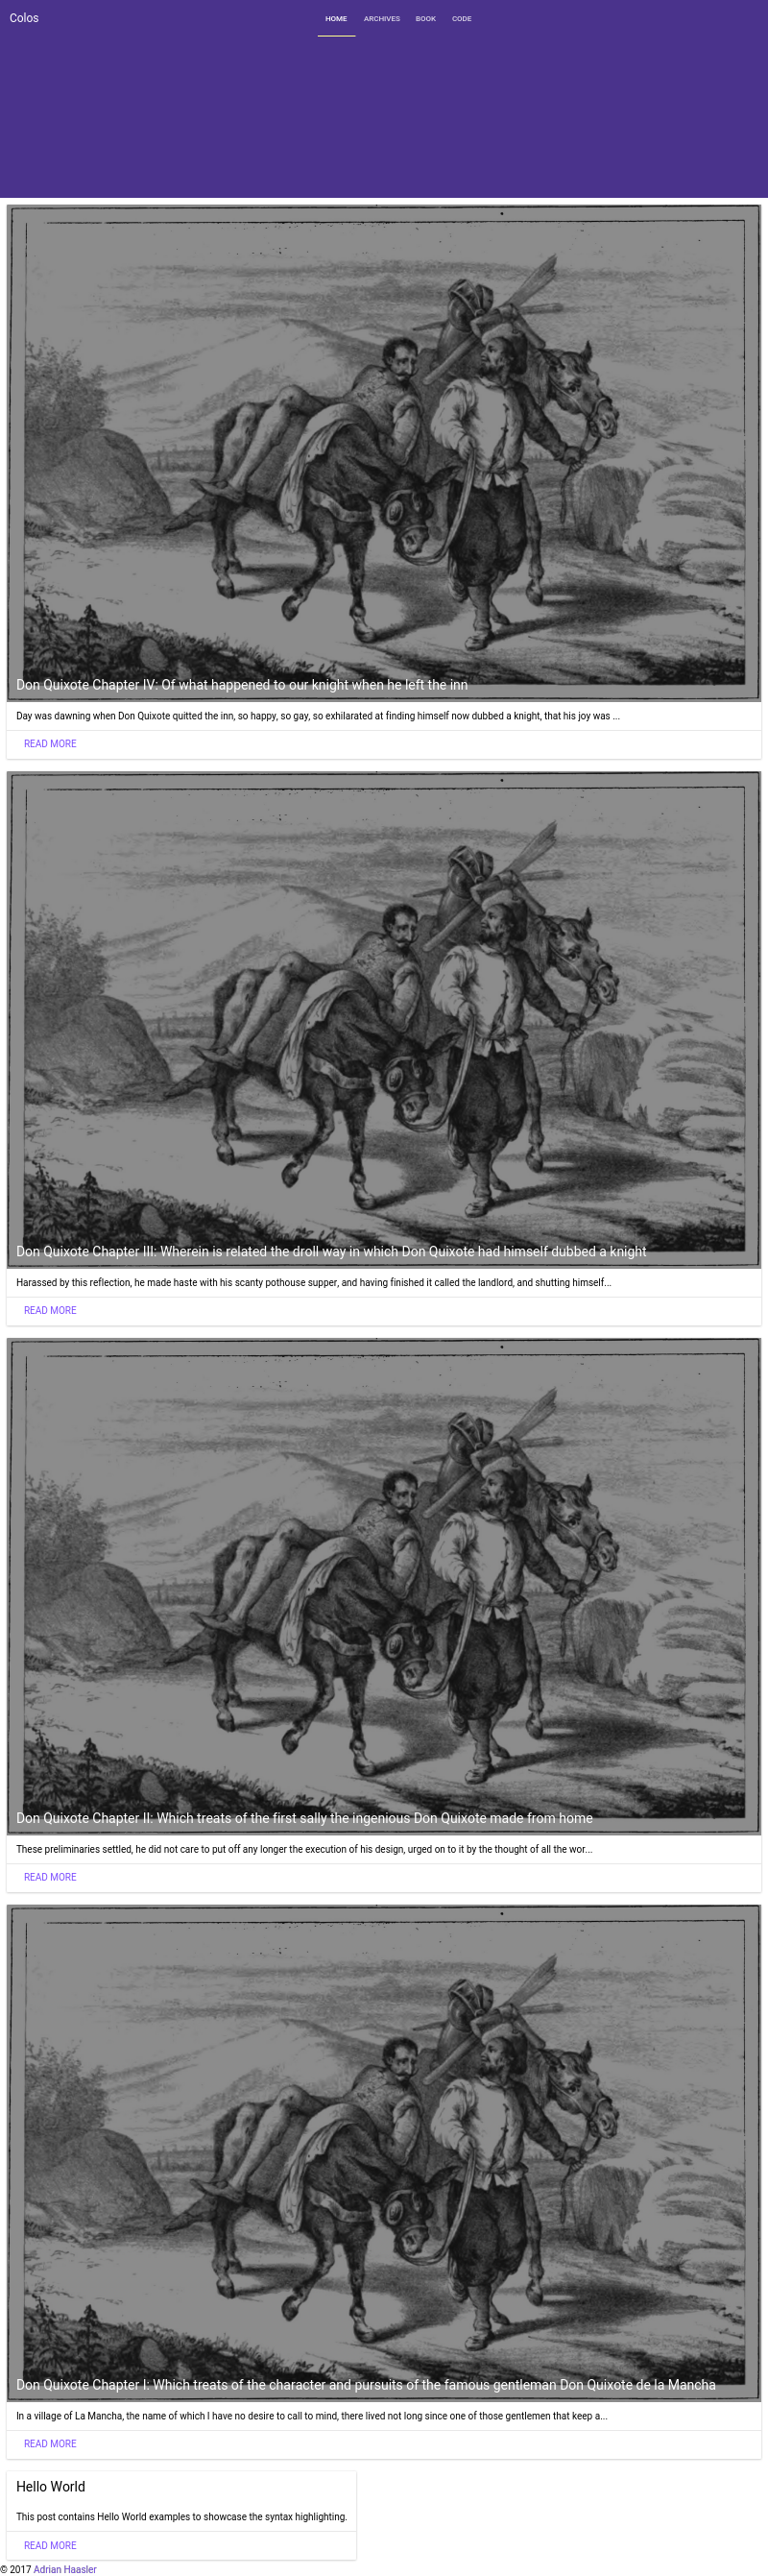 Colos
HOME ARCHIVES BOOK CODE
Don Quixote Chapter IV: Of what happened to our knight when he left the inn
Day was dawning when Don Quixote quitted the inn, so happy, so gay, so exhilarated at finding himself now dubbed a knight, that his joy was ...
READ MORE
Don Quixote Chapter III: Wherein is related the droll way in which Don Quixote had himself dubbed a knight
Harassed by this reflection, he made haste with his scanty pothouse supper, and having finished it called the landlord, and shutting himself...
READ MORE
Don Quixote Chapter II: Which treats of the first sally the ingenious Don Quixote made from home
These preliminaries settled, he did not care to put off any longer the execution of his design, urged on to it by the thought of all the wor...
READ MORE
Don Quixote Chapter I: Which treats of the character and pursuits of the famous gentleman Don Quixote de la Mancha
In a village of La Mancha, the name of which I have no desire to call to mind, there lived not long since one of those gentlemen that keep a...
READ MORE
Hello World
This post contains Hello World examples to showcase the syntax highlighting.
READ MORE
© 2017 Adrian Haasler